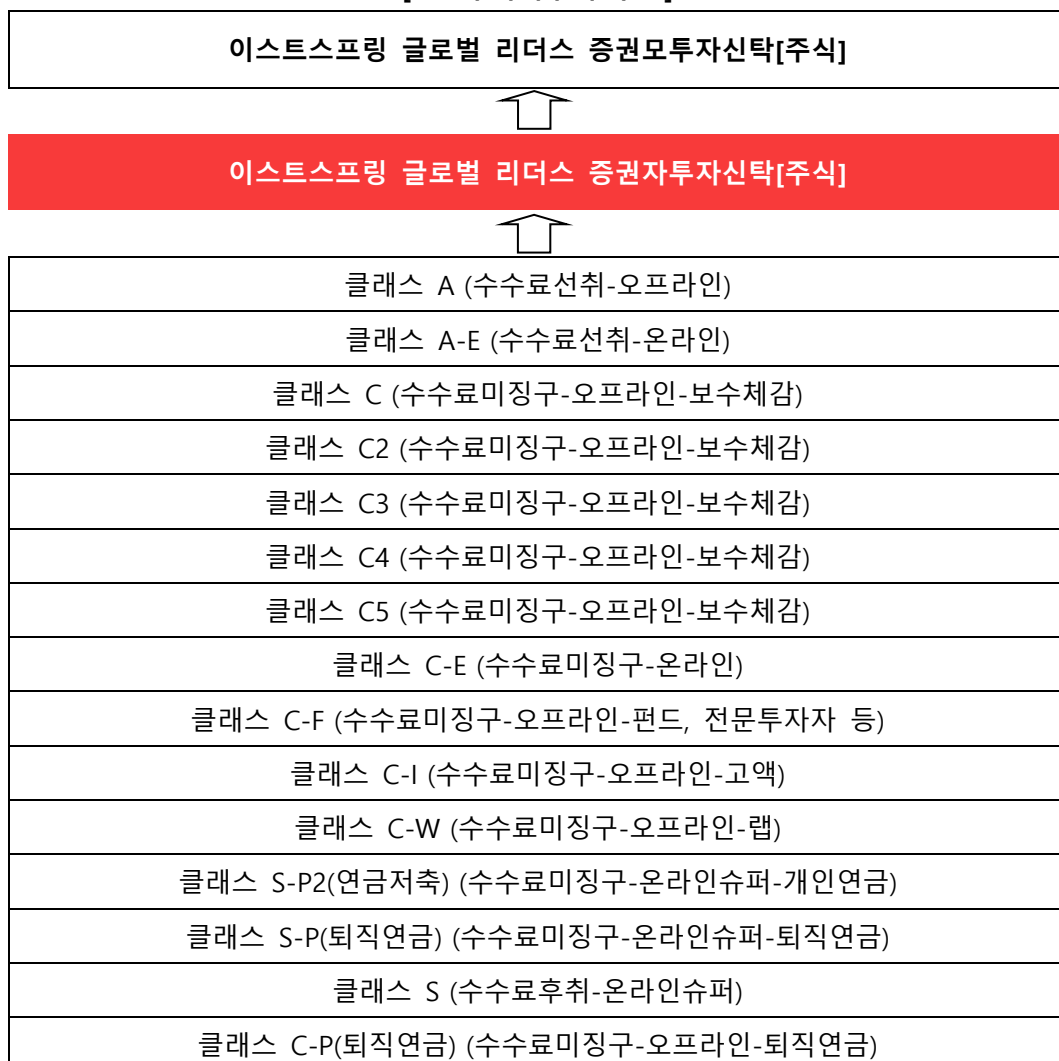 이스트스프링 글로벌 리더스 증권모투자신탁[주식]
이스트스프링 글로벌 리더스 증권자투자신탁[주식]
클래스 A (수수료선취-오프라인)
클래스 A-E (수수료선취-온라인)
클래스 C (수수료미징구-오프라인-보수체감)
클래스 C2 (수수료미징구-오프라인-보수체감)
클래스 C3 (수수료미징구-오프라인-보수체감)
클래스 C4 (수수료미징구-오프라인-보수체감)
클래스 C5 (수수료미징구-오프라인-보수체감)
클래스 C-E (수수료미징구-온라인)
클래스 C-F (수수료미징구-오프라인-펀드, 전문투자자 등)
클래스 C-I (수수료미징구-오프라인-고액)
클래스 C-W (수수료미징구-오프라인-랩)
클래스 S-P2(연금저축) (수수료미징구-온라인슈퍼-개인연금)
클래스 S-P(퇴직연금) (수수료미징구-온라인슈퍼-퇴직연금)
클래스 S (수수료후취-온라인슈퍼)
클래스 C-P(퇴직연금) (수수료미징구-오프라인-퇴직연금)